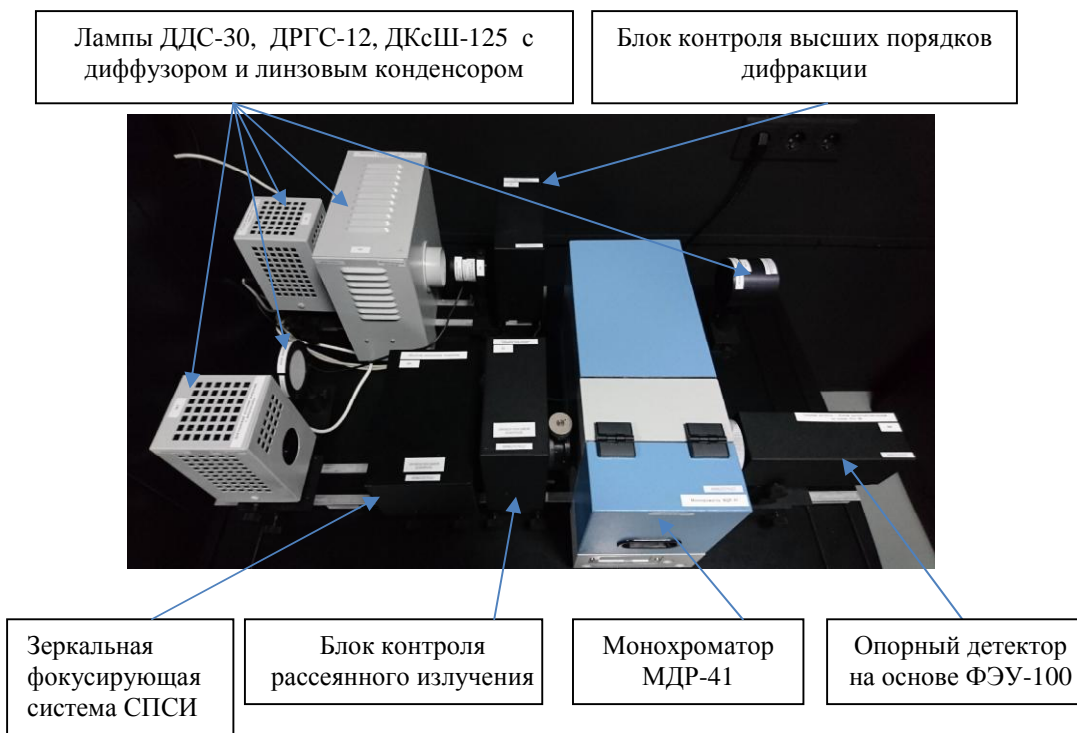 Лампы ДДС-30, ДРГС-12, ДКсШ-125 с
диффузором и линзовым конденсором
Блок контроля высших порядков
дифракции
Зеркальная
фокусирующая
система СПСИ
Блок контроля
рассеянного излучения
Монохроматор
МДР-41
Опорный детектор
на основе ФЭУ-100